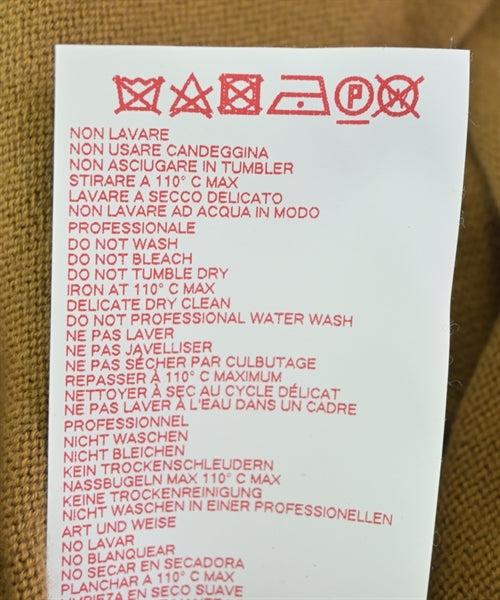 P W
NON LAVARE
NON USARE CANDEGGINA
NON ASCIUGARE IN TUMBLER
STIRARE A 110° C MAX
LAVARE A SECCO DELICATO
NON LAVARE AD ACQUA IN MODO
PROFESSIONALE
DO NOT WASH
DO NOT BLEACH
DO NOT TUMBLE DRY
IRON AT 110° C MAX
DELICATE DRY CLEAN
DO NOT PROFESSIONAL WATER WASH
NE PAS LAVER
NE PAS JAVELLISER
NE PAS SÉCHER PAR CULBUTAGE
REPASSER À 110° C MAXIMUM
NETTOYER À SEC AU CYCLE DÉLICAT
NE PAS LAVER À L'EAU DANS UN CADRE
PROFESSIONNEL
NICHT WASCHEN
NICHT BLEICHEN
KEIN TROCKENSCHLEUDERN
NASSBUGELN MAX 110° C MAX
KEINE TROCKENREINIGUNG
NICHT WASCHEN IN EINER PROFESSIONELLEN
ART UND WEISE
NO LAVAR
NO BLANQUEAR
NO SECAR EN SECADORA
PLANCHAR A 110° C MAX
LIMPIEZA EN SECO SUAVE